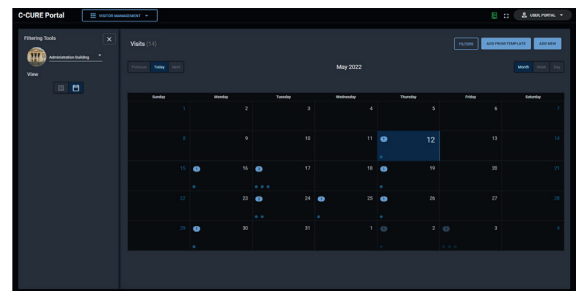 C•CURE Portal
VISITOR MANAGEMENT
USER, PORTAL
Filtering Tools
Administration building
View
Visits (14)
FILTERS
ADD FROM TEMPLATE
ADD NEW
Previous Today Next
May 2022
Month Week Day
Sunday Monday Tuesday Wednesday Thursday Friday Saturday
1 2 3 4 5 6 7
8 9 10 11 12 13 14
15 16 17 18 19 20 21
22 23 24 25 26 27 28
29 30 31 1 2 3 4